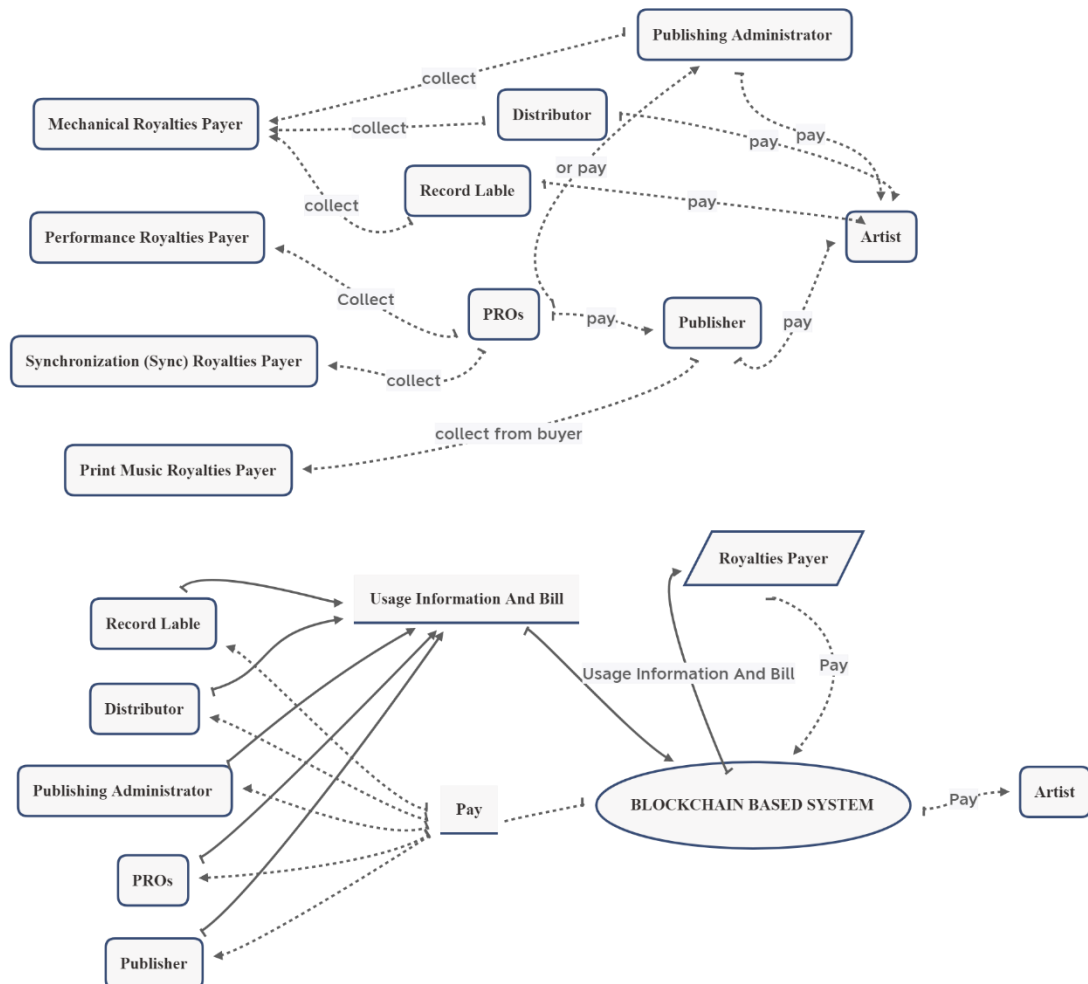 Publishing Administrator
collect
Mechanical Royalties Payer
collect
Distributor
pay
pay
or pay
Record Lable
collect
pay
Performance Royalties Payer
Artist
Collect
PROs
pay
Publisher
pay
Synchronization (Sync) Royalties Payer
collect
collect from buyer
Print Music Royalties Payer
Royalties Payer
Usage Information And Bill
Record Lable
Usage Information And Bill
Pay
Distributor
Publishing Administrator
Pay
BLOCKCHAIN BASED SYSTEM
Pay
Artist
PROs
Publisher